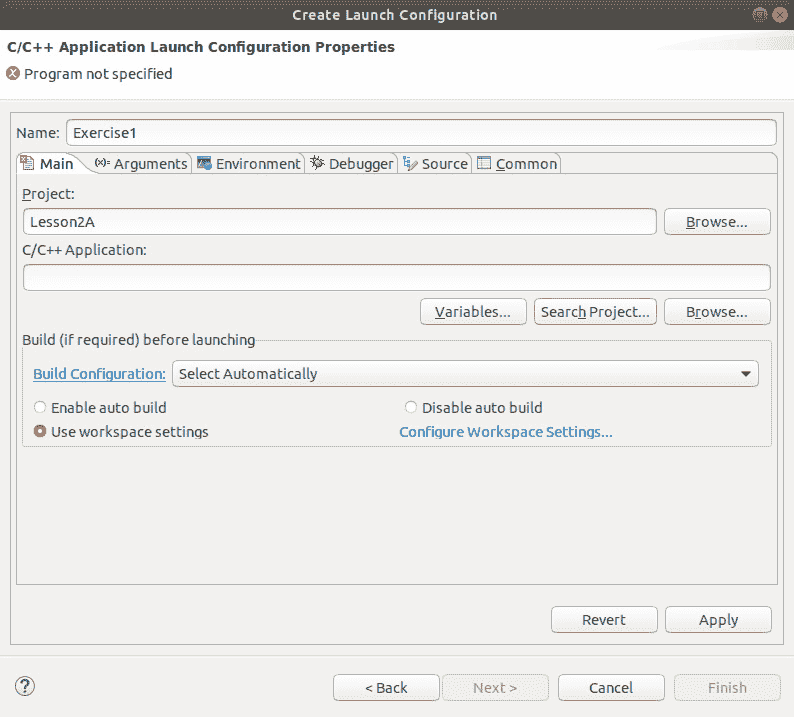 Create Launch Configuration
C/C++ Application Launch Configuration Properties
Program not specified
Name: Exercise1
Main (x)= Arguments Environment Debugger Source Common
Project:
Lesson2A Browse...
C/C++ Application:
Variables... Search Project... Browse...
Build (if required) before launching
Build Configuration: Select Automatically
Enable auto build Disable auto build
Use workspace settings Configure Workspace Settings...
Revert Apply
? < Back Next > Cancel Finish